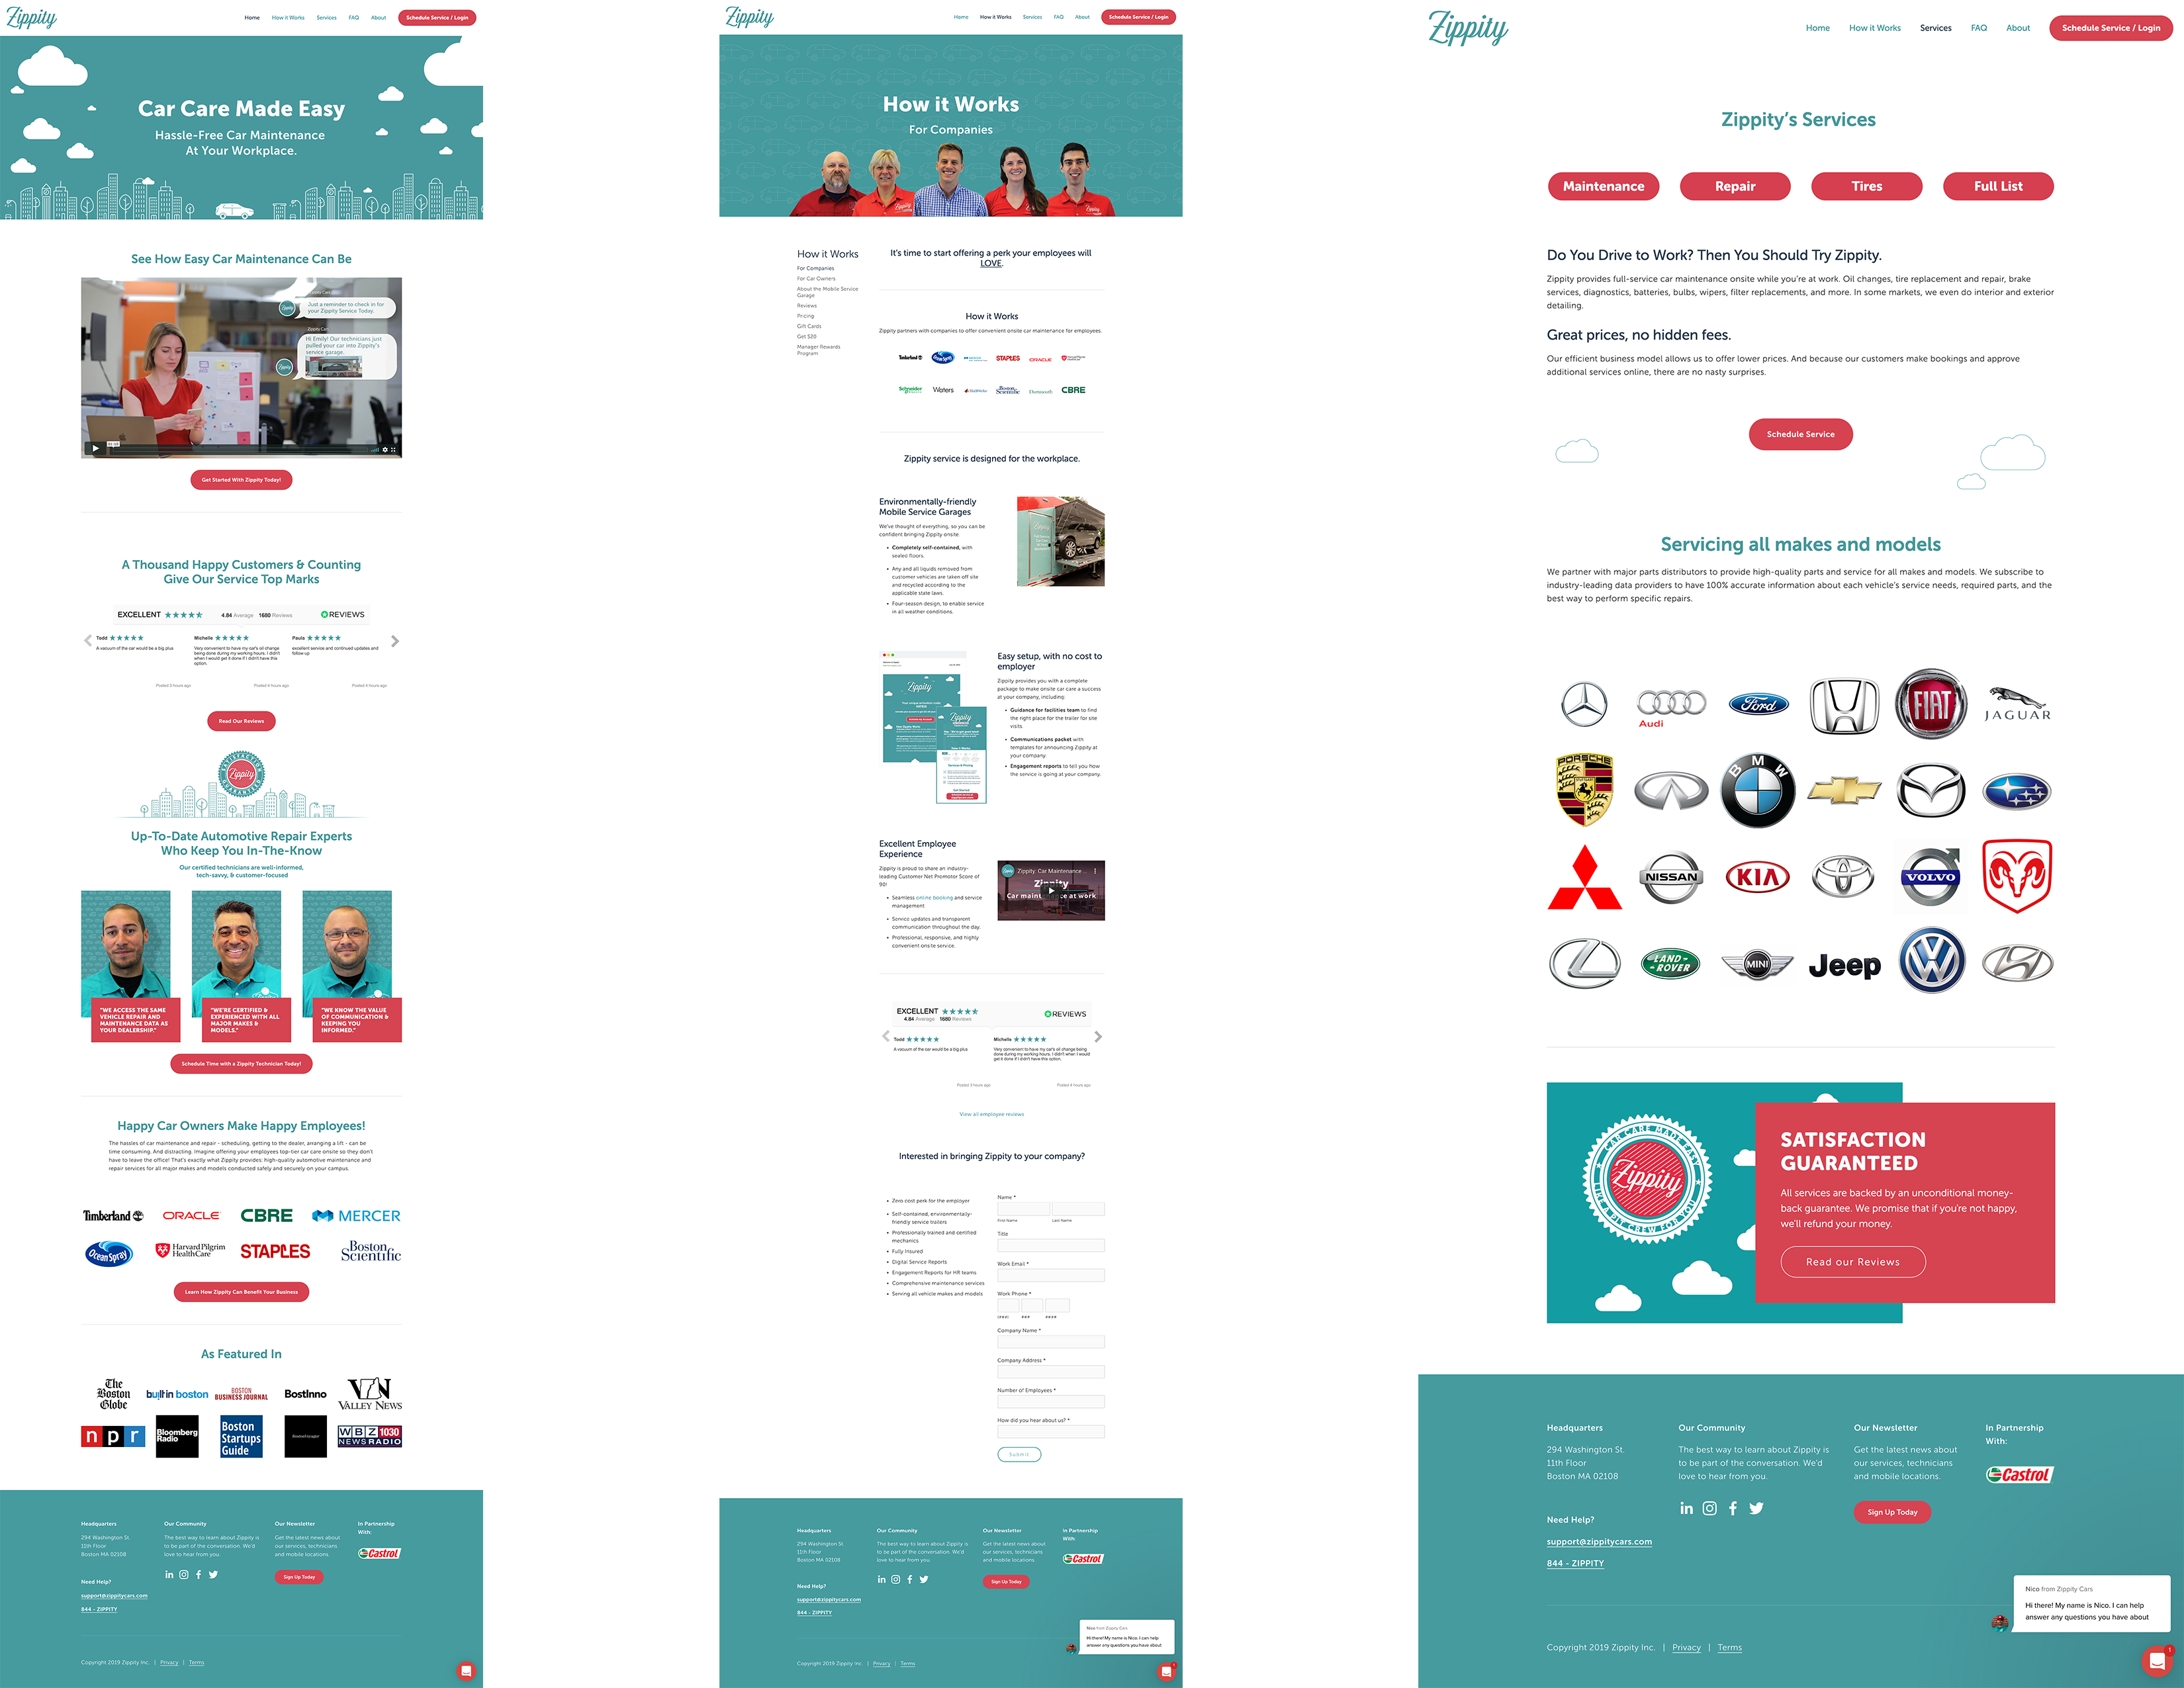 Zippity
Home How it Works Services FAQ About Schedule Service / Login
Car Care Made Easy
Hassle-Free Car Maintenance
At Your Workplace.
See How Easy Car Maintenance Can Be
Zippity Cars
Just a reminder to check in for
your Zippity Service Today.
Zippity Cars
Hi Emily! Our technicians just
pulled your car into Zippity's
service garage.
Get Started With Zippity Today!
A Thousand Happy Customers & Counting
Give Our Service Top Marks
EXCELLENT 4.84 Average 1680 Reviews REVIEWS
Todd
A vacuum of the car would be a big plus
Posted 3 hours ago
Michelle
Very convenient to have my car's oil change
being done during my working hours. I didn't
when I would get it done if I didn't have this
option.
Posted 4 hours ago
Paula
excellent service and continued updates and
follow up.
Posted 4 hours ago
Read Our Reviews
Zippity
Up-To-Date Automotive Repair Experts
Who Keep You In-The-Know
Our certified technicians are well-informed,
tech-savvy, & customer-focused
"WE ACCESS THE SAME
VEHICLE REPAIR AND
MAINTENANCE DATA AS
YOUR DEALERSHIP."
"WE'RE CERTIFIED &
EXPERIENCED WITH ALL
MAJOR MAKES &
MODELS."
"WE KNOW THE VALUE
OF COMMUNICATION &
KEEPING YOU
INFORMED."
Schedule Time with a Zippity Technician Today!
Happy Car Owners Make Happy Employees!
The hassles of car maintenance and repair - scheduling, getting to the dealer, arranging a lift - can be
time consuming. And distracting. Imagine offering your employees top-tier car care onsite so they don't
have to leave the office! That's exactly what Zippity provides: high-quality automotive maintenance and
repair services for all major makes and models conducted safely and securely on your campus.
Timberland ORACLE CBRE MERCER
Ocean Spray Harvard Pilgrim HealthCare STAPLES Boston Scientific
Learn How Zippity Can Benefit Your Business
As Featured In
The Boston Globe
built in boston
BOSTON BUSINESS JOURNAL
BostInno
VN VALLEY NEWS
npr
Bloomberg Radio
Boston Startups Guide
BostonVoyager
WBZ 1030 NEWS RADIO
Headquarters
294 Washington St.
11th Floor
Boston MA 02108
Need Help?
support@zippitycars.com
844 - ZIPPITY
Our Community
The best way to learn about Zippity is
to be part of the conversation. We'd
love to hear from you.
Our Newsletter
Get the latest news about
our services, technicians
and mobile locations.
Sign Up Today
In Partnership
With:
Castrol
Copyright 2019 Zippity Inc. | Privacy | Terms
Zippity
Home How it Works Services FAQ About Schedule Service / Login
How it Works
For Companies
Zippity
Zippity
How it Works
For Companies
For Car Owners
About the Mobile Service
Garage
Reviews
Pricing
Gift Cards
Get $20
Manager Rewards
Program
It's time to start offering a perk your employees will
LOVE.
How it Works
Zippity partners with companies to offer convenient onsite car maintenance for employees.
Timberland Ocean Spray STAPLES ORACLE Harvard Pilgrim HealthCare
Schneider Waters MathWorks Boston Scientific Dartmouth CBRE
Zippity service is designed for the workplace.
Environmentally-friendly
Mobile Service Garages
We've thought of everything, so you can be
confident bringing Zippity onsite.
Completely self-contained, with
sealed floors.
Any and all liquids removed from
customer vehicles are taken off site
and recycled according to the
applicable state laws.
Four-season design, to enable service
in all weather conditions.
Zippity
Zippity
Easy setup, with no cost to
employer
Zippity provides you with a complete
package to make onsite car care a success
at your company, including:
Guidance for facilities team to find
the right place for the trailer for site
visits.
Communications packet with
templates for announcing Zippity at
your company.
Engagement reports to tell you how
the service is going at your company.
Excellent Employee
Experience
Zippity is proud to share an industry-
leading Customer Net Promotor Score of
90!
Seamless online booking and service
management
Service updates and transparent
communication throughout the day.
Professional, responsive, and highly
convenient onsite service.
Zippity: Car Maintenance ...
Zippity
Car maintenance at work
EXCELLENT
4.84 Average 1680 Reviews
REVIEWS
Todd
A vacuum of the car would be a big plus
Posted 3 hours ago
Michelle
Very convenient to have my car's oil change being
done during my working hours. I didn't when I would
get it done if I didn't have this option.
Posted 4 hours ago
View all employee reviews
Interested in bringing Zippity to your company?
Zero cost perk for the employer
Self-contained, environmentally-
friendly service trailers
Professionally trained and certified
mechanics
Fully Insured
Digital Service Reports
Engagement Reports for HR teams
Comprehensive maintenance services
Serving all vehicle makes and models
Name *
First Name Last Name
Title
Work Email *
Work Phone *
(###) ### ####
Company Name *
Company Address *
Number of Employees *
How did you hear about us? *
Submit
Headquarters
294 Washington St.
11th Floor
Boston MA 02108
Need Help?
support@zippitycars.com
844 - ZIPPITY
Our Community
The best way to learn about Zippity is
to be part of the conversation. We'd
love to hear from you.
Our Newsletter
Get the latest news about
our services, technicians
and mobile locations.
Sign Up Today
In Partnership
With:
Castrol
Nico from Zippity Cars
Hi there! My name is Nico. I can help
answer any questions you have about
Copyright 2019 Zippity Inc. | Privacy | Terms
1
Zippity
Home How it Works Services FAQ About Schedule Service / Login
Zippity's Services
Maintenance Repair Tires Full List
Do You Drive to Work? Then You Should Try Zippity.
Zippity provides full-service car maintenance onsite while you're at work. Oil changes, tire replacement and repair, brake
services, diagnostics, batteries, bulbs, wipers, filter replacements, and more. In some markets, we even do interior and exterior
detailing.
Great prices, no hidden fees.
Our efficient business model allows us to offer lower prices. And because our customers make bookings and approve
additional services online, there are no nasty surprises.
Schedule Service
Servicing all makes and models
We partner with major parts distributors to provide high-quality parts and service for all makes and models. We subscribe to
industry-leading data providers to have 100% accurate information about each vehicle's service needs, required parts, and the
best way to perform specific repairs.
Audi Ford FIAT JAGUAR
PORSCHE BMW
NISSAN KIA VOLVO
LAND-ROVER MINI Jeep
CAR CARE MADE EASY
Zippity
LIKE A PIT CREW FOR YOU
SATISFACTION
GUARANTEED
All services are backed by an unconditional money-
back guarantee. We promise that if you're not happy,
we'll refund your money.
Read our Reviews
Headquarters
294 Washington St.
11th Floor
Boston MA 02108
Need Help?
support@zippitycars.com
844 - ZIPPITY
Our Community
The best way to learn about Zippity is
to be part of the conversation. We'd
love to hear from you.
Our Newsletter
Get the latest news about
our services, technicians
and mobile locations.
Sign Up Today
In Partnership
With:
Castrol
Nico from Zippity Cars
Hi there! My name is Nico. I can help
answer any questions you have about
Copyright 2019 Zippity Inc. | Privacy | Terms
1